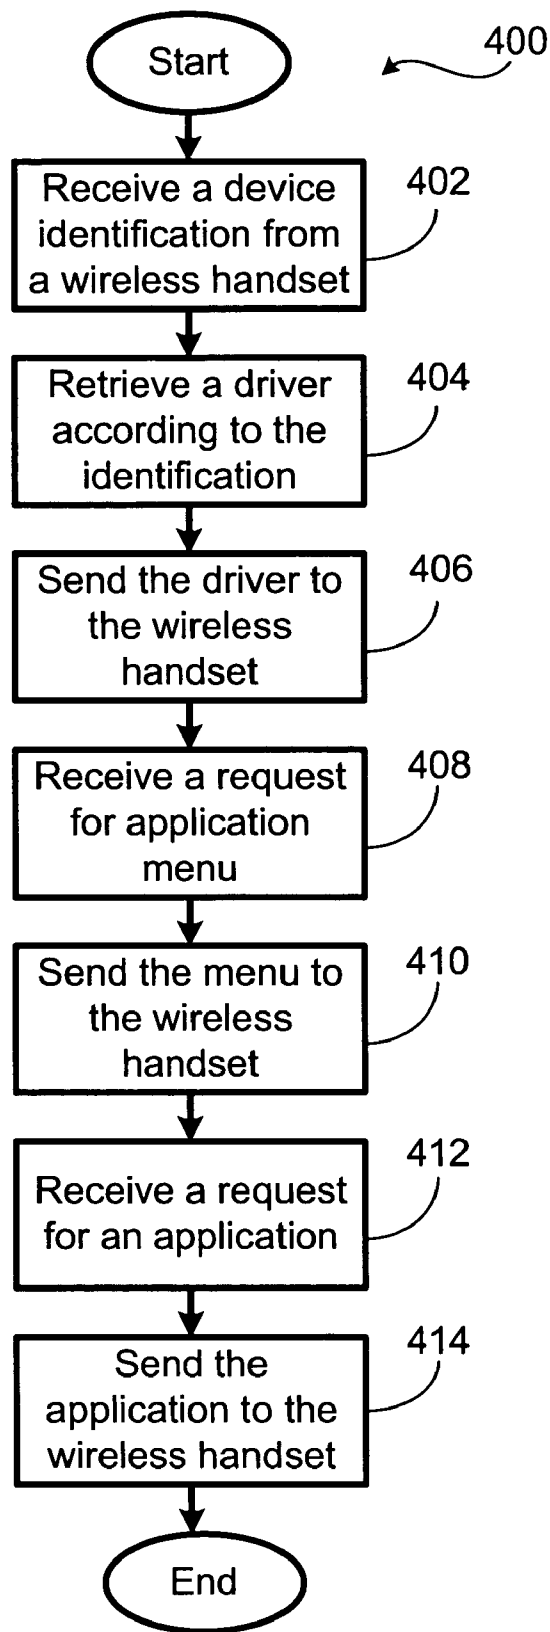 Start
400
Receive a device
identification from
a wireless handset
402
Retrieve a driver
according to the
identification
404
Send the driver to
the wireless
handset
406
Receive a request
for application
menu
408
Send the menu to
the wireless
handset
410
Receive a request
for an application
412
Send the
application to the
wireless handset
414
End